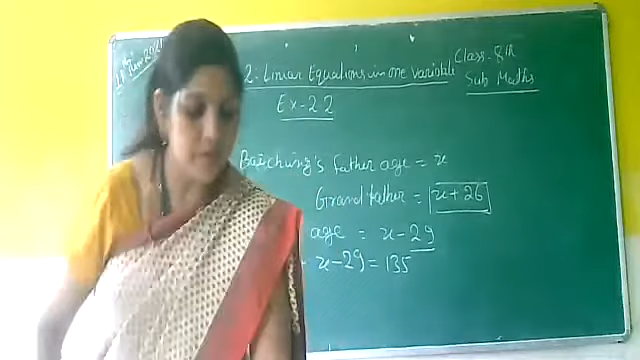 2: Linear Equations in one Variable
Class-8th
Sub Maths
Ex-2 2
Baichung's father age = x
Grand father = x + 26
age = x - 29
x - 29 = 135